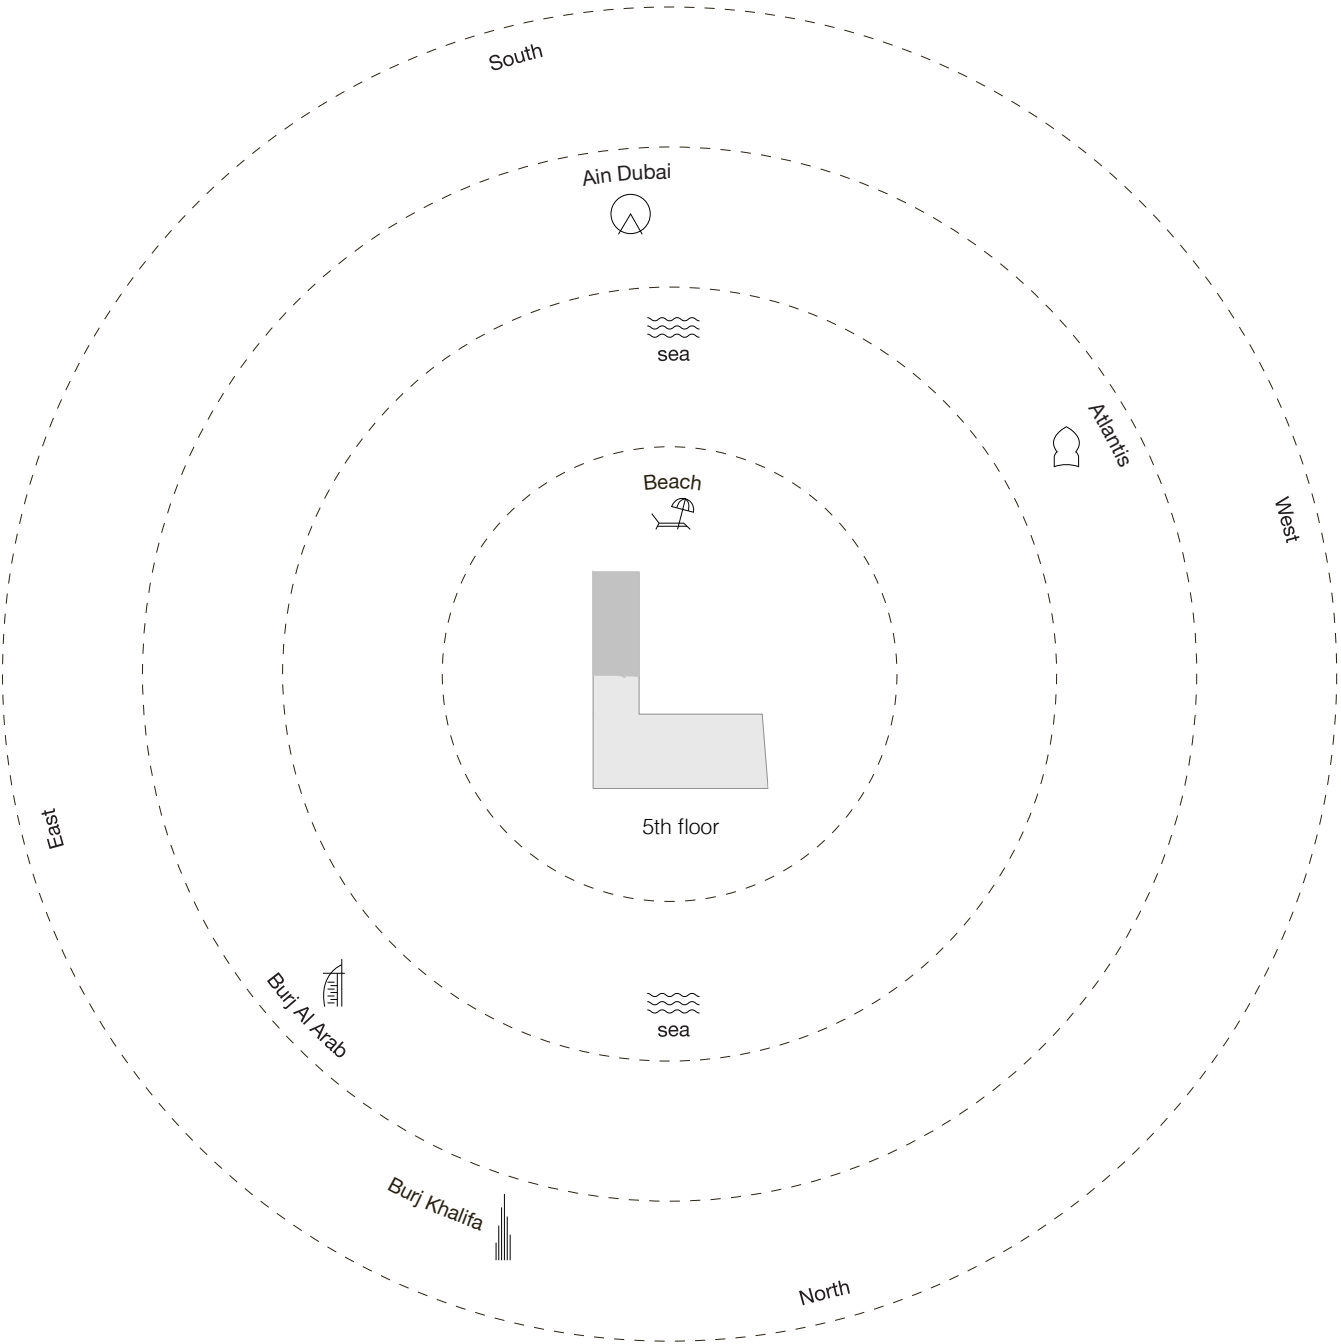 South
Ain Dubai
sea
Atlantis
Beach
West
East
5th floor
Burj Al Arab
sea
Burj Khalifa
North